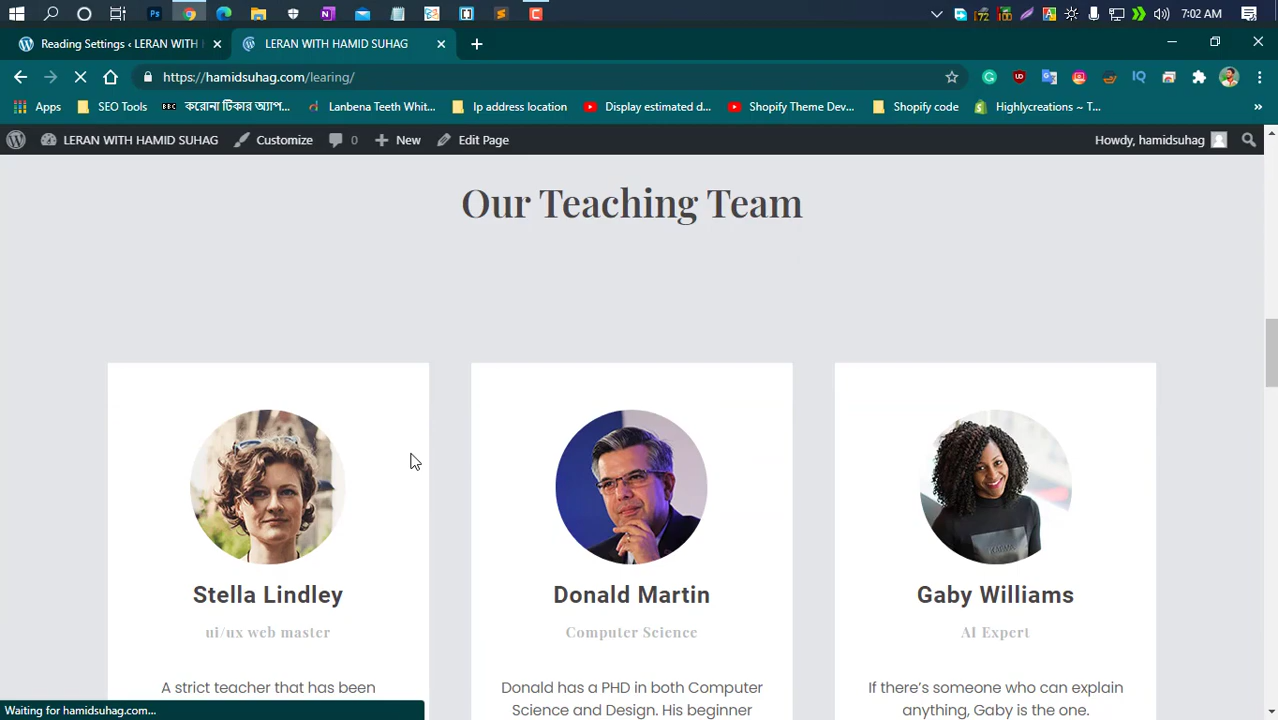 7:02 AM
Reading Settings ‹ LERAN WITH
LERAN WITH HAMID SUHAG
https://hamidsuhag.com/learing/
Apps
SEO Tools
BBC করোনা টিকার অ্যাপ...
Lanbena Teeth Whit...
Ip address location
Display estimated d...
Shopify Theme Dev...
Shopify code
Highlycreations ~ T...
LERAN WITH HAMID SUHAG
Customize
0
New
Edit Page
Howdy, hamidsuhag
Our Teaching Team
Stella Lindley
Donald Martin
Gaby Williams
ui/ux web master
Computer Science
AI Expert
A strict teacher that has been
Donald has a PHD in both Computer
Science and Design. His beginner
If there's someone who can explain
anything, Gaby is the one.
Waiting for hamidsuhag.com...